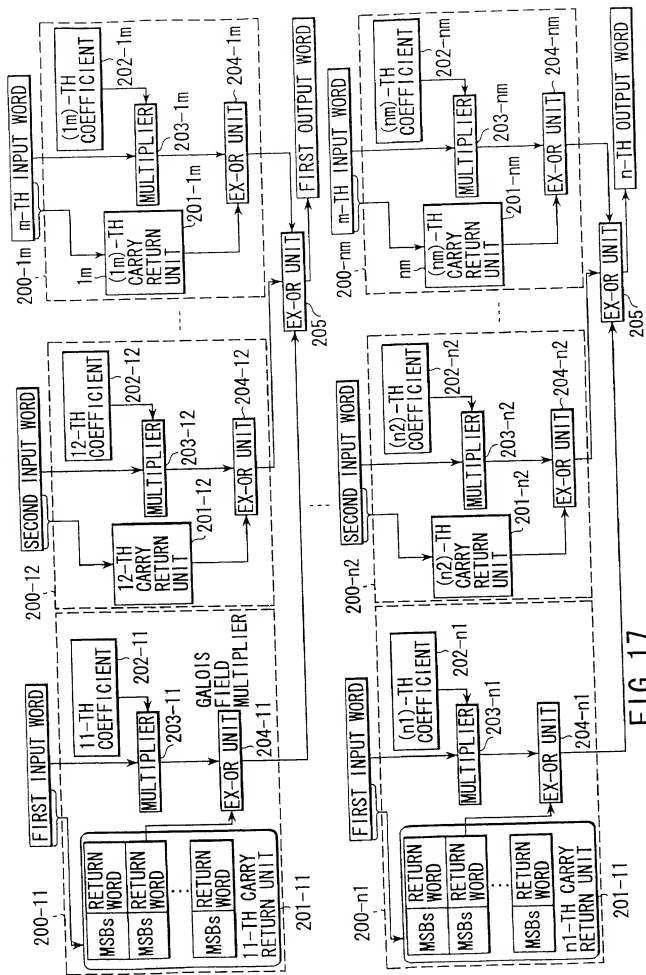 FIRST INPUT WORD
200-11
11-TH COEFFICIENT
202-11
MULTIPLIER
203-11
GALOIS FIELD MULTIPLIER
MSBs RETURN WORD
MSBs RETURN WORD
MSBs RETURN WORD
11-TH CARRY RETURN UNIT
201-11
EX-OR UNIT
204-11
SECOND INPUT WORD
200-12
12-TH COEFFICIENT
202-12
MULTIPLIER
203-12
12-TH CARRY RETURN UNIT
201-12
EX-OR UNIT
204-12
m-TH INPUT WORD
200-1m
(1m)-TH COEFFICIENT
202-1m
MULTIPLIER
203-1m
1m
(1m)-TH CARRY RETURN UNIT
201-1m
EX-OR UNIT
204-1m
EX-OR UNIT
205
FIRST OUTPUT WORD
FIRST INPUT WORD
200-n1
(n1)-TH COEFFICIENT
202-n1
MULTIPLIER
203-n1
MSBs RETURN WORD
MSBs RETURN WORD
MSBs RETURN WORD
n1-TH CARRY RETURN UNIT
201-11
EX-OR UNIT
204-n1
SECOND INPUT WORD
200-n2
(n2)-TH COEFFICIENT
202-n2
MULTIPLIER
203-n2
(n2)-TH CARRY RETURN UNIT
201-n2
EX-OR UNIT
204-n2
m-TH INPUT WORD
200-nm
(nm)-TH COEFFICIENT
202-nm
MULTIPLIER
203-nm
nm
(nm)-TH CARRY RETURN UNIT
201-nm
EX-OR UNIT
204-nm
EX-OR UNIT
205
n-TH OUTPUT WORD
FIG. 17